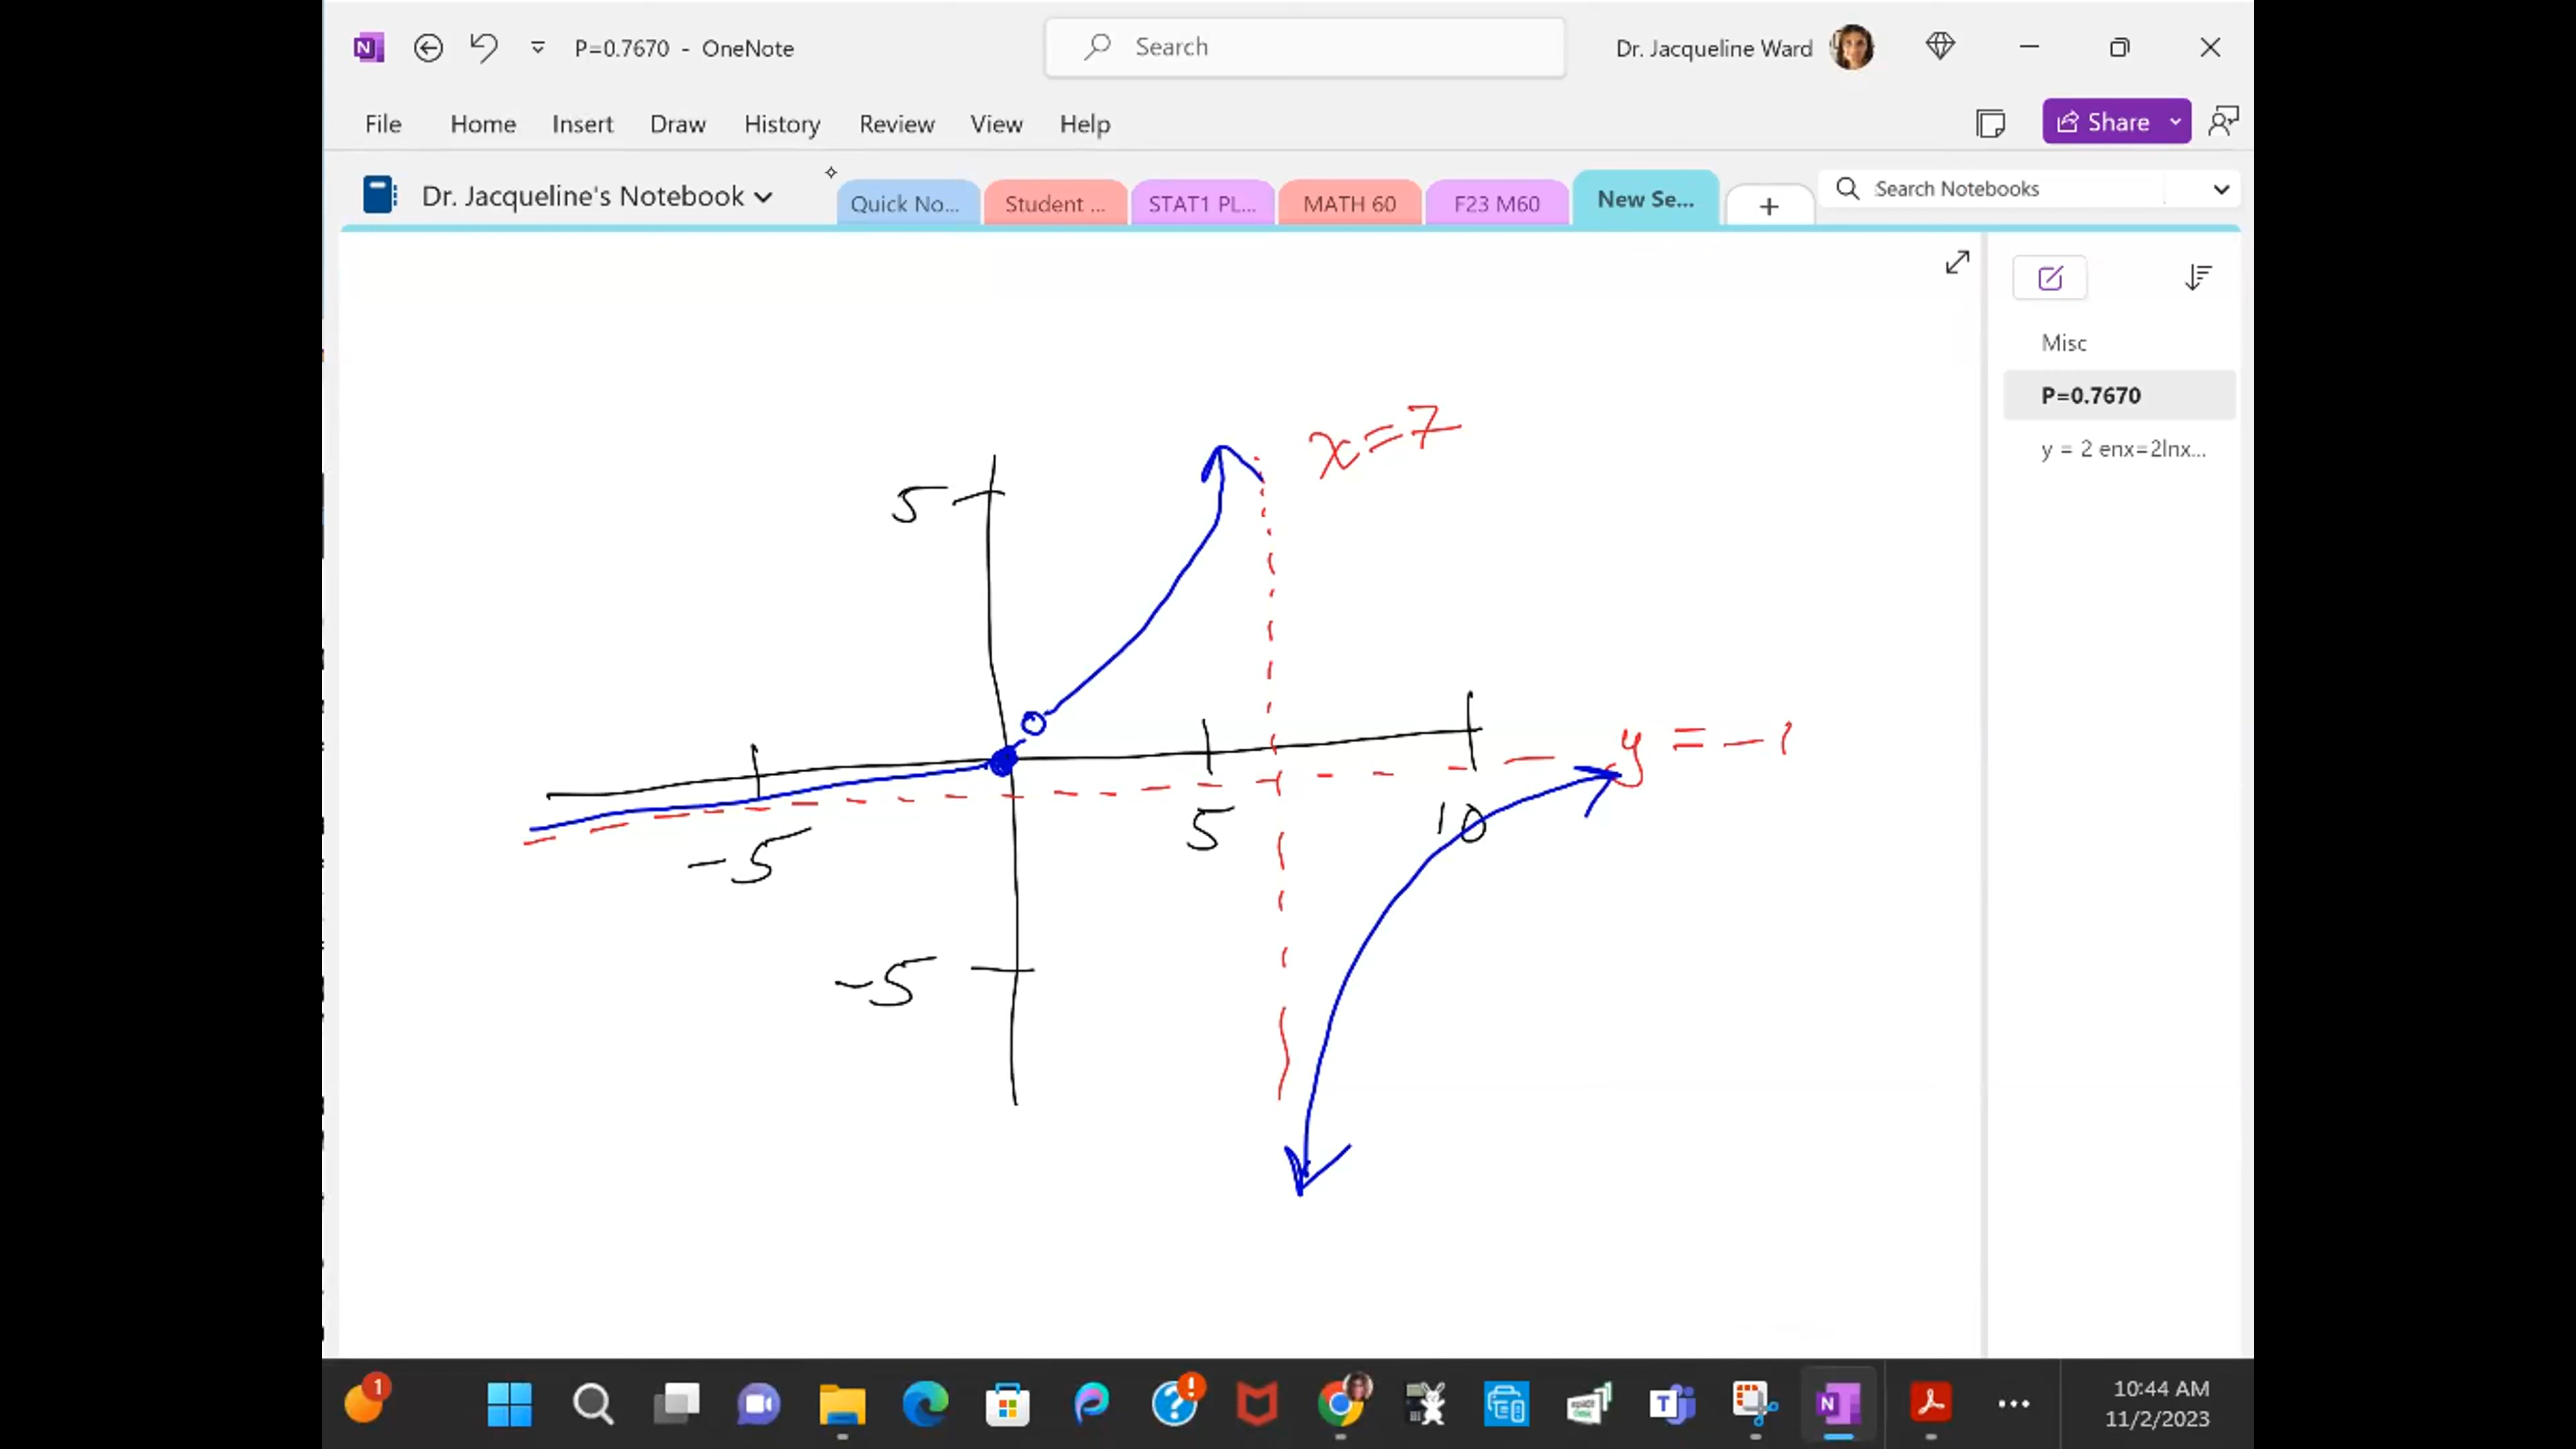 P=0.7670 - OneNote
Search
Dr. Jacqueline Ward
File Home Insert Draw History Review View Help
Share
Dr. Jacqueline's Notebook
Quick No...
Student ...
STAT1 PL...
MATH 60
F23 M60
New Se...
+
Search Notebooks
Misc
P=0.7670
y = 2 enx=2lnx...
x=7
5
y = -1
5
10
-5
-5
1
10:44 AM
11/2/2023